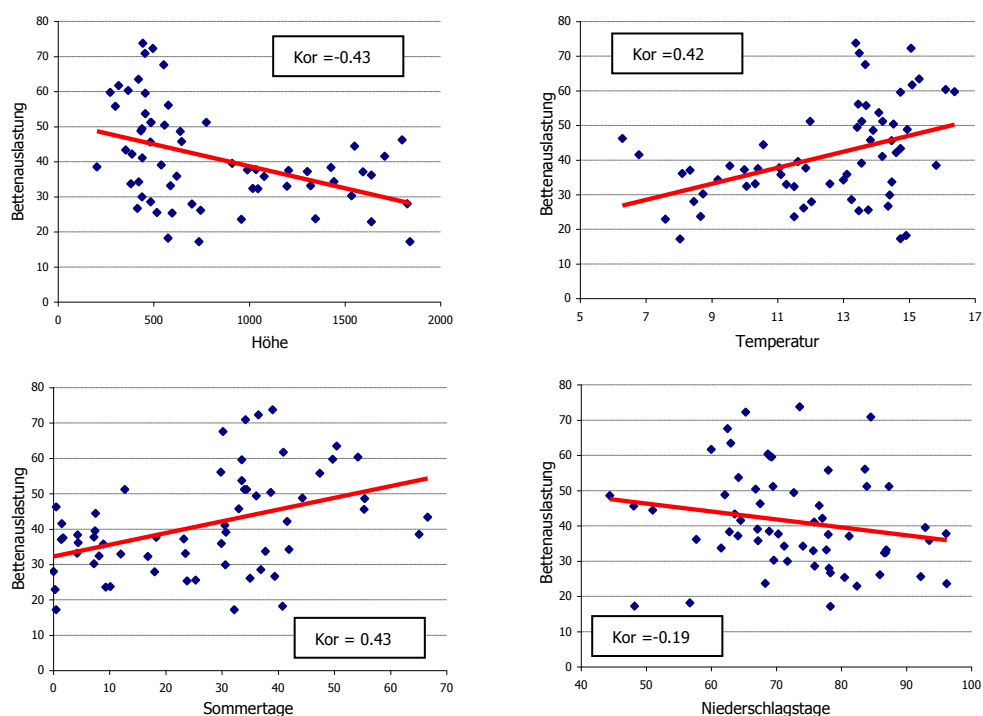 80
70
60
50
40
30
20
10
0
Bettenauslastung
Kor =-0.43
0 500 1000 1500 2000
Höhe
80
70
60
50
40
30
20
10
0
Bettenauslastung
Kor =0.42
5 7 9 11 13 15 17
Temperatur
80
70
60
50
40
30
20
10
0
Bettenauslastung
Kor = 0.43
0 10 20 30 40 50 60 70
Sommertage
80
70
60
50
40
30
20
10
0
Bettenauslastung
Kor =-0.19
40 50 60 70 80 90 100
Niederschlagstage